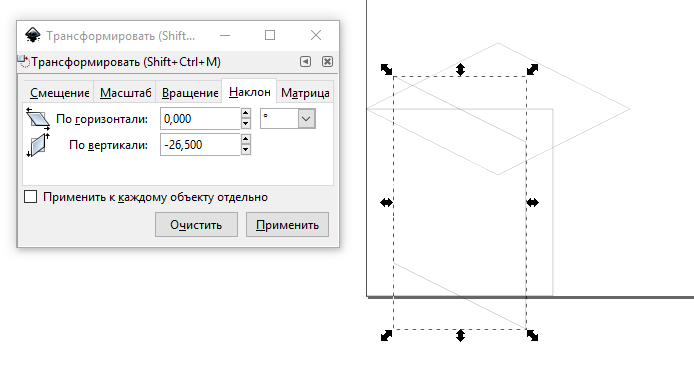 Трансформировать (Shift...
Трансформировать (Shift+Ctrl+M)
Смещение Масштаб Вращение Наклон Матрица
По горизонтали: 0,000 °
По вертикали: -26,500
Применить к каждому объекту отдельно
Очистить Применить